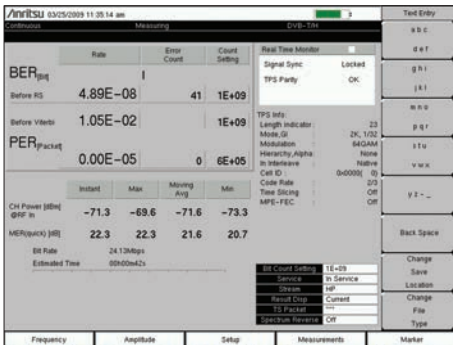 Anritsu 03/25/2009 11:35:14 am
Continuous Measuring DVB-T/H
Text Entry
a b c
d e f
g h i
j k l
m n o
p q r
s t u
v w x
y z - _
Back Space
Change
Save
Location
Change
File
Type
Rate Error Count Count Setting
BER[Bit]
Before RS 4.89E-08 41 1E+09
Before Viterbi 1.05E-02 1E+09
PER[Packet]
0.00E-05 0 6E+05
Real Time Monitor
Signal Sync Locked
TPS Parity OK
TPS Info:
Length Indicator : 23
Mode,GI : 2K, 1/32
Modulation : 64QAM
Hierarchy,Alpha: None
In Interleave : Native
Cell ID : 0x0000( 0)
Code Rate : 2/3
Time Slicing : Off
MPE-FEC : Off
Instant Max Moving Avg Min
CH Power [dBm]
@RF In -71.3 -69.6 -71.6 -73.3
MER(quick) [dB] 22.3 22.3 21.6 20.7
Bit Rate 24.13Mbps
Estimated Time 00h00m42s
Bit Count Setting 1E+09
Service In Service
Stream HP
Result Disp Current
TS Packet ***
Spectrum Reverse Off
Frequency Amplitude Setup Measurements Marker